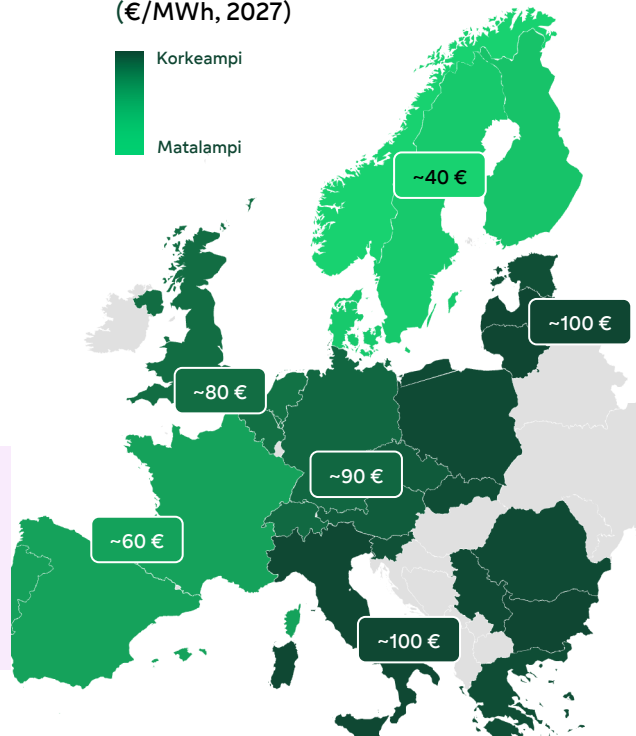 (€/MWh, 2027)
Korkeampi
Matalampi
~40 €
~100 €
~80 €
~90 €
~60 €
~100 €